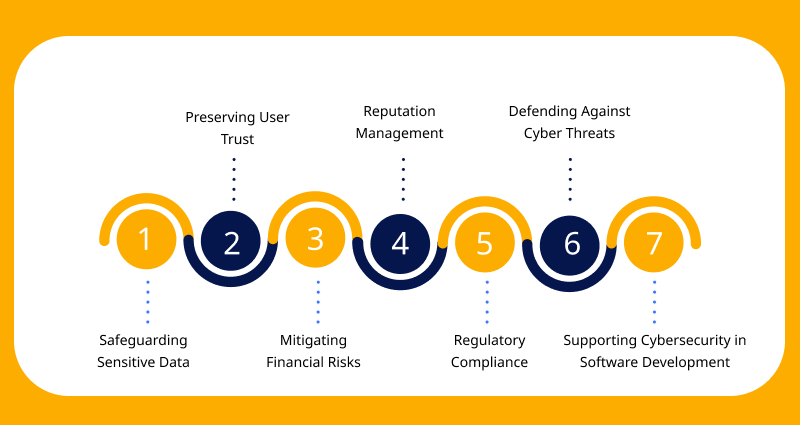 Preserving User
Trust
Reputation
Management
Defending Against
Cyber Threats
1
2
3
4
5
6
7
Safeguarding
Sensitive Data
Mitigating
Financial Risks
Regulatory
Compliance
Supporting Cybersecurity in
Software Development